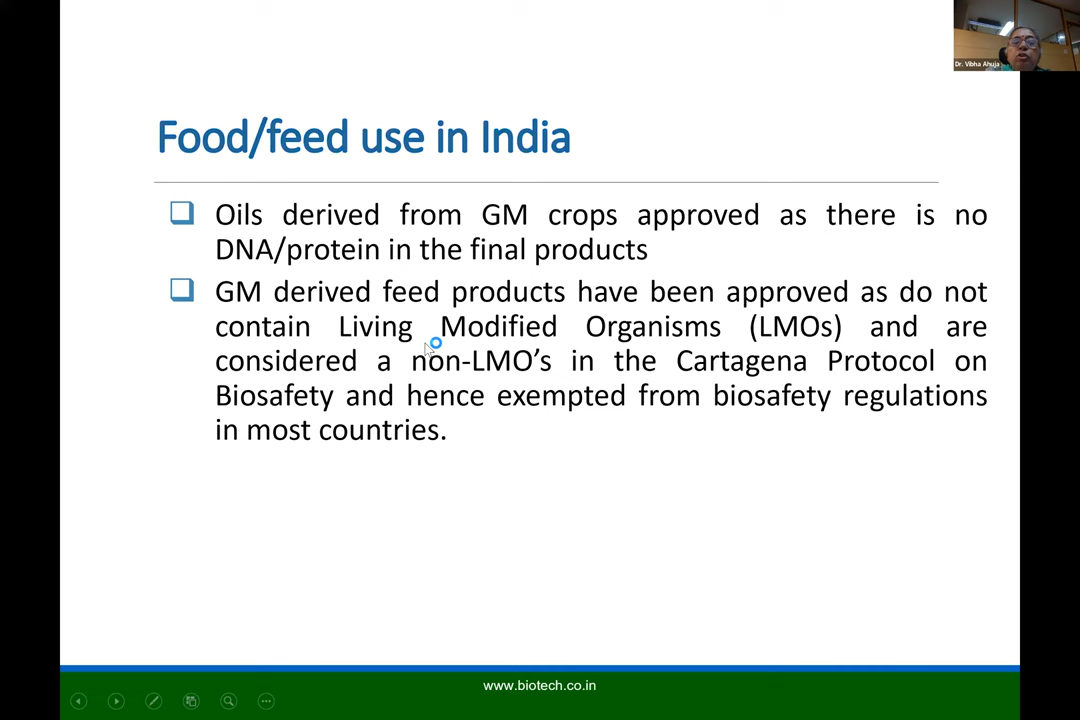 Dr. Vibha Ahuja
Food/feed use in India
Oils derived from GM crops approved as there is no
DNA/protein in the final products
GM derived feed products have been approved as do not
contain Living Modified Organisms (LMOs) and are
considered a non-LMO’s in the Cartagena Protocol on
Biosafety and hence exempted from biosafety regulations
in most countries.
www.biotech.co.in